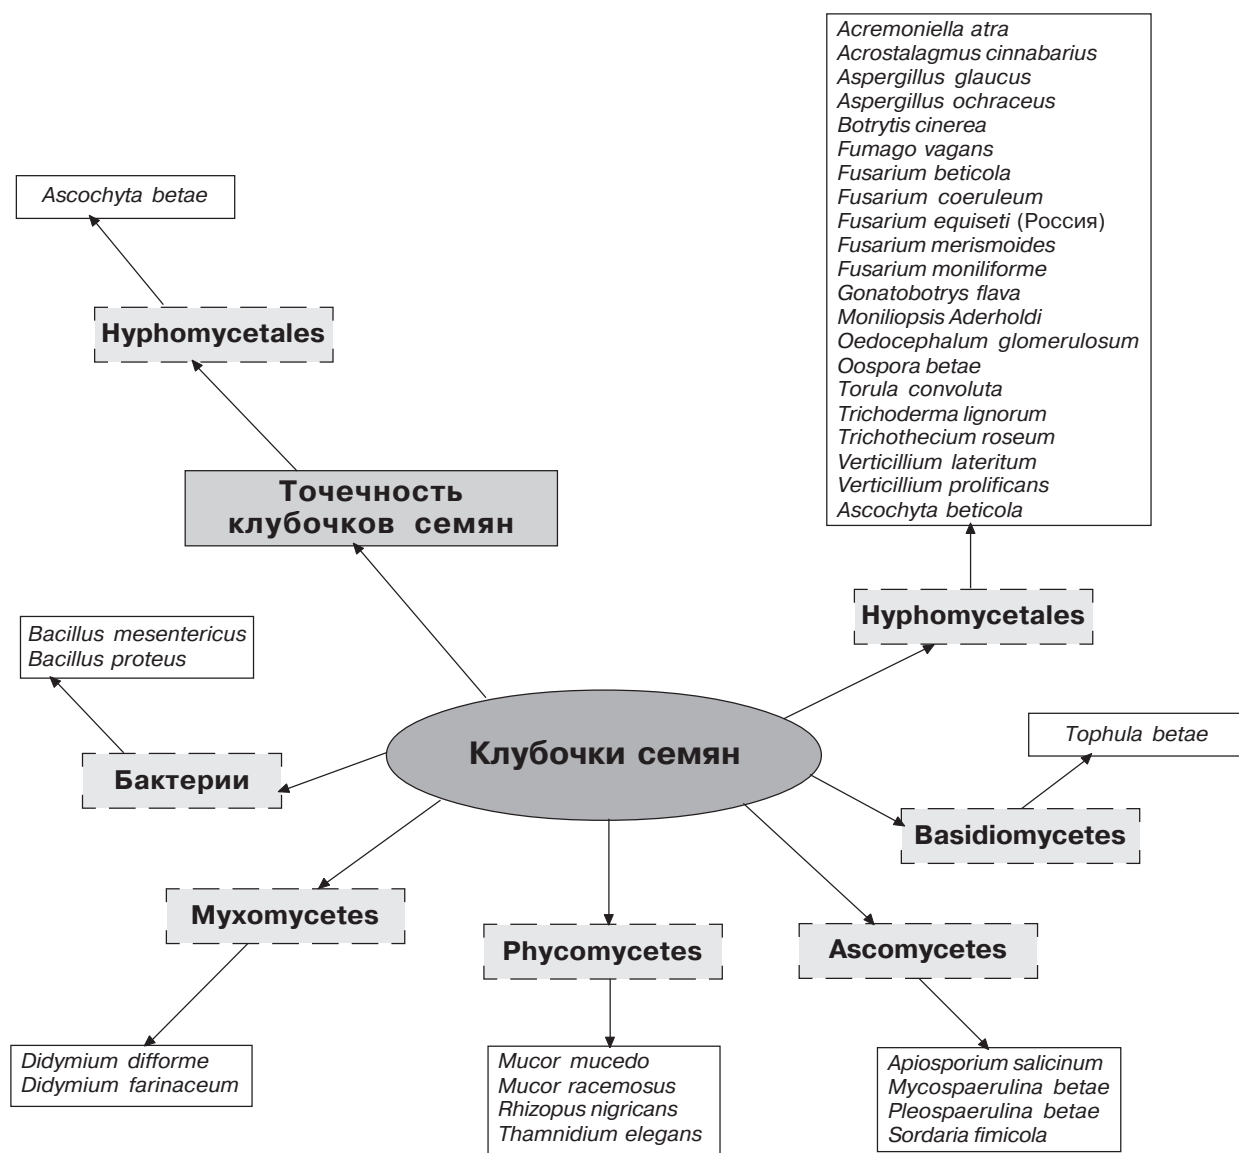 Acremoniella atra
Acrostalagmus cinnabarius
Aspergillus glaucus
Aspergillus ochraceus
Botrytis cinerea
Fumago vagans
Fusarium beticola
Fusarium coeruleum
Fusarium equiseti (Россия)
Fusarium merismoides
Fusarium moniliforme
Gonatobotrys flava
Moniliopsis Aderholdi
Oedocephalum glomerulosum
Oospora betae
Torula convoluta
Trichoderma lignorum
Trichothecium roseum
Verticillium lateritum
Verticillium prolificans
Ascochyta beticola
Ascochyta betae
Hyphomycetales
Точечность
клубочков семян
Hyphomycetales
Bacillus mesentericus
Bacillus proteus
Бактерии
Клубочки семян
Tophula betae
Basidiomycetes
Myxomycetes
Phycomycetes
Ascomycetes
Didymium difforme
Didymium farinaceum
Mucor mucedo
Mucor racemosus
Rhizopus nigricans
Thamnidium elegans
Apiosporium salicinum
Mycospaerulina betae
Pleospaerulina betae
Sordaria fimicola